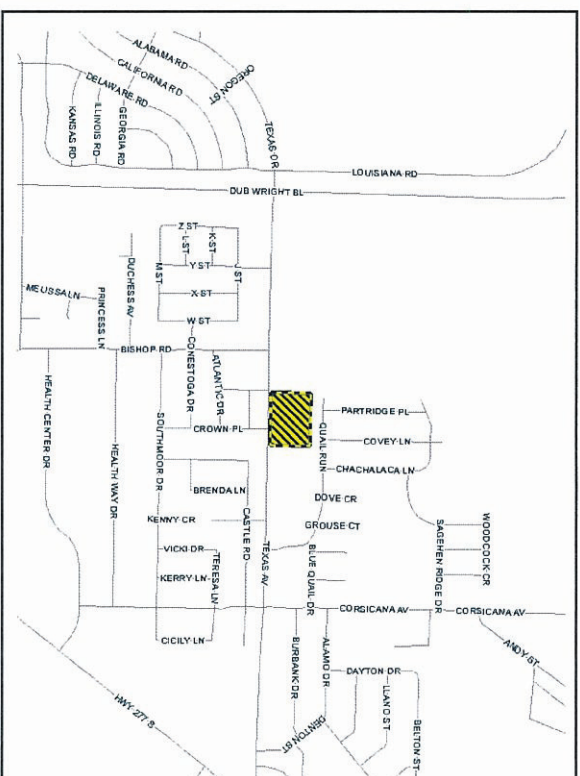 ALABAMA RD
CALIFORNIA RD
OREGON ST
DELAWARE RD
GEORGIA RD
ILLINOIS RD
KANSAS RD
TEXAS DR
LOUISIANA RD
DUB WRIGHT BL
Z ST
L ST
K ST
J ST
M ST
Y ST
X ST
W ST
DUCHESS AV
MELISSA LN
PRINCESS LN
BISHOP RD
CONESTOGA DR
ATLANTIC DR
CROWN PL
HEALTH CENTER DR
HEALTH WAY DR
SOUTHMOOR DR
QUAIL RUN
PARTRIDGE PL
COVEY LN
CHACHALACA LN
BRENDA LN
DOVE CR
KENNY CR
CASTLE RD
GROUSE CT
SAGEHEN RIDGE DR
WOODCOCK CR
VICKI DR
TERESA LN
TEXAS AV
BLUE QUAIL DR
KERRY LN
CORSICANA AV
CORSICANA AV
CICILY LN
BURBANK DR
ALAMO DR
ANDY ST
DAYTON DR
LLANO ST
BELTON ST
DENTON ST
HWY 277 S